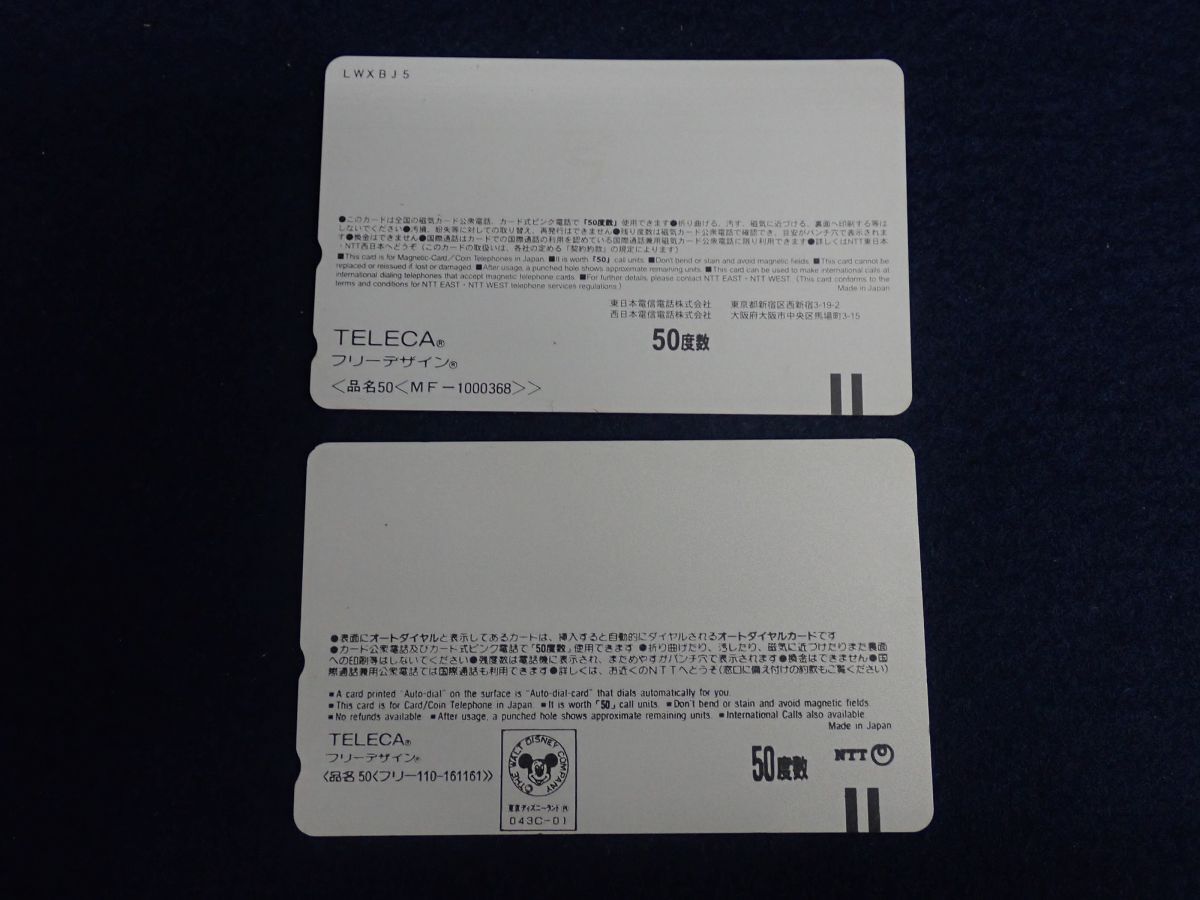 LWXBJ5
●このカードは全国の磁気カード公衆電話、カード式ピンク電話で「50度数」使用できます●折り曲げる、汚す、磁気に近づける、裏面へ印刷する等は
しないでください●汚損、紛失等に対しての取り替え、再発行はできません●残り度数は磁気カード公衆電話で確認でき、目安がパンチ穴で表示されま
す●換金はできません●国際通話はカードでの国際通話の利用を認めている国際通話兼用磁気カード公衆電話に限り利用できます●詳しくはNTT東日本
・NTT西日本へどうぞ（このカードの取扱いは、各社の定める「契約約款」の規定によります）
■This card is for Magnetic-Card／Coin Telephones in Japan. ■It is worth「50」call units. ■Don't bend or stain and avoid magnetic fields. ■This card cannot be
replaced or reissued if lost or damaged. ■After usage, a punched hole shows approximate remaining units. ■This card can be used to make international calls at
international dialing telephones that accept magnetic telephone cards. ■For further details, please contact NTT EAST・NTT WEST.（This card conforms to the
terms and conditions for NTT EAST・NTT WEST telephone services regulations.）
Made in Japan
東日本電信電話株式会社 東京都新宿区西新宿3-19-2
西日本電信電話株式会社 大阪府大阪市中央区馬場町3-15
TELECA®
50度数
フリーデザイン®
＜品名50＜MF－1000368＞＞
●表面にオートダイヤルと表示してあるカードは、挿入すると自動的にダイヤルされるオートダイヤルカードです
●カード公衆電話及びカード式ピンク電話で「50度数」使用できます ●折り曲げたり、汚したり、磁気に近づけたりまた裏面
への印刷等はしないでください ●残度数は電話機に表示され、まためやすがパンチ穴で表示されます ●換金はできません ●国
際通話兼用公衆電話では国際通話も利用できます ●詳しくは、お近くのNTTへどうぞ（窓口に備え付けの約款もご覧ください）
■A card printed “Auto-dial” on the surface is “Auto-dial-card” that dials automatically for you.
■This card is for Card/Coin Telephone in Japan. ■It is worth「50」call units. ■Don't bend or stain and avoid magnetic fields.
■No refunds available. ■After usage, a punched hole shows approximate remaining units. ■International Calls also available.
Made in Japan
TELECA®
フリーデザイン®
〈品名 50〈フリー110-161161〉〉
©THE WALT DISNEY COMPANY
東京ディズニーランド®
043C-01
50度数
NTT